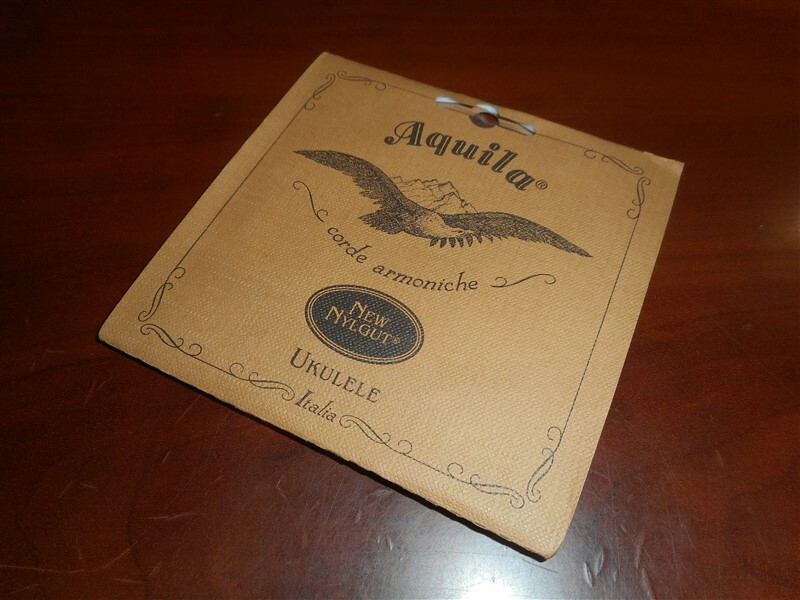 Aquila®
corde armoniche
NEW
NYLGUT®
UKULELE
Italia